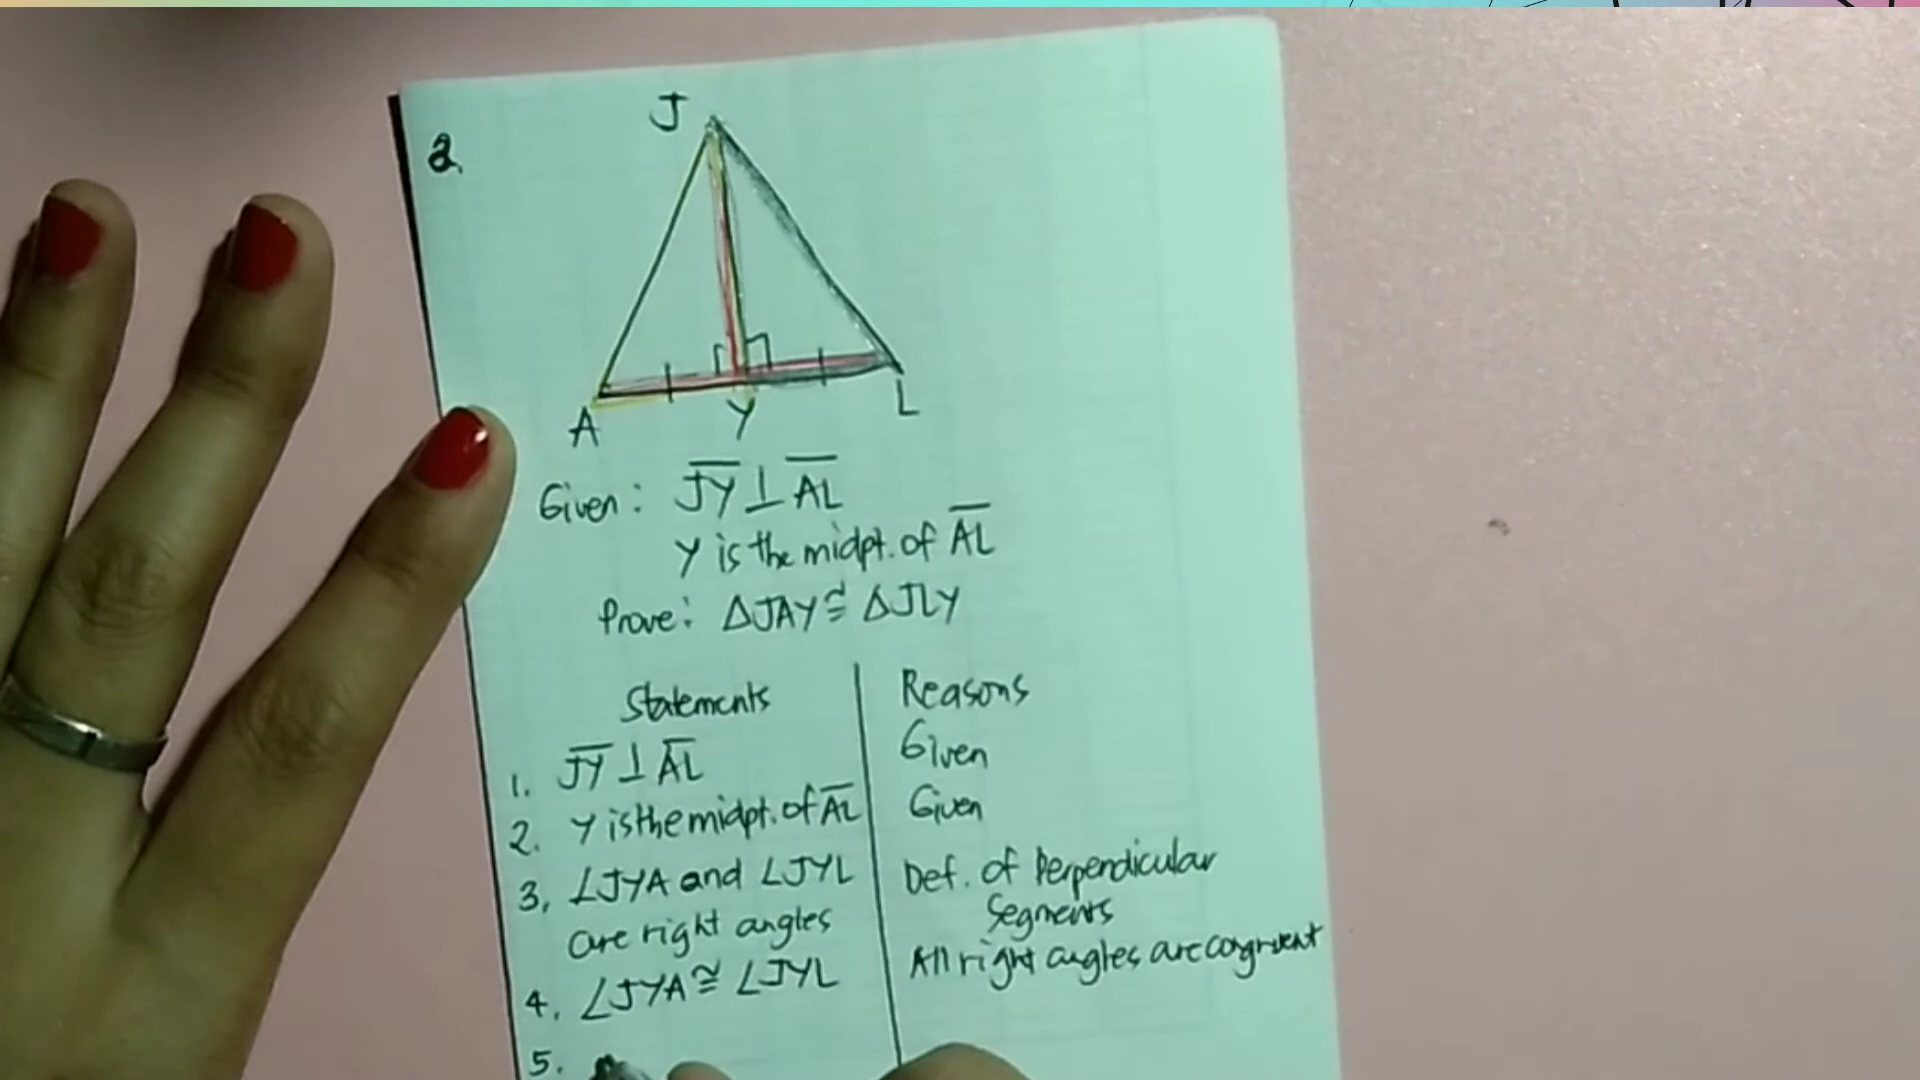 2.
J
A
Y
L
Given: JY ⊥ AL
Y is the midpt. of AL
Prove: △JAY ≅ △JLY
Statements
Reasons
1. JY ⊥ AL
Given
2. Y is the midpt. of AL
Given
3. ∠JYA and ∠JYL
are right angles
Def. of Perpendicular
Segments
4. ∠JYA ≅ ∠JYL
All right angles are congruent
5.